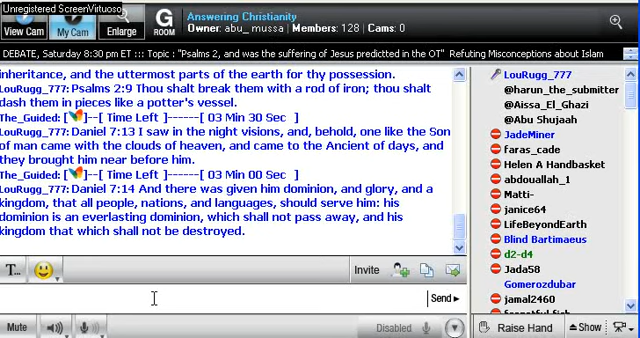 Unregistered ScreenVirtuoso
View Cam
My Cam
Enlarge
G
ROOM
Answering Christianity
Owner: abu_ mussa | Members: 128 | Cams: 0
DEBATE, Saturday 8:30 pm ET ::: Topic : "Psalms 2, and was the suffering of Jesus predictted in the OT" Refuting Misconceptions about Islam
inheritance, and the uttermost parts of the earth for thy possession.
LouRugg_777: Psalms 2:9 Thou shalt break them with a rod of iron; thou shalt
dash them in pieces like a potter's vessel.
The_Guided: []--[ Time Left ]------[ 03 Min 30 Sec ]
LouRugg_777: Daniel 7:13 I saw in the night visions, and, behold, one like the Son
of man came with the clouds of heaven, and came to the Ancient of days, and
they brought him near before him.
The_Guided: []--[ Time Left ]------[ 03 Min 00 Sec ]
LouRugg_777: Daniel 7:14 And there was given him dominion, and glory, and a
kingdom, that all people, nations, and languages, should serve him: his
dominion is an everlasting dominion, which shall not pass away, and his
kingdom that which shall not be destroyed.
T...
Invite
Send
Mute
Disabled
LouRugg_777
@harun_the_submitter
@Aissa_El_Ghazi
@Abu Shujaah
JadeMiner
faras_cade
Helen A Handbasket
abdouallah_1
Matti-
janice64
LifeBeyondEarth
Blind Bartimaeus
d2-d4
Jada58
Gomerozdubar
jamal2460
Raise Hand
Show